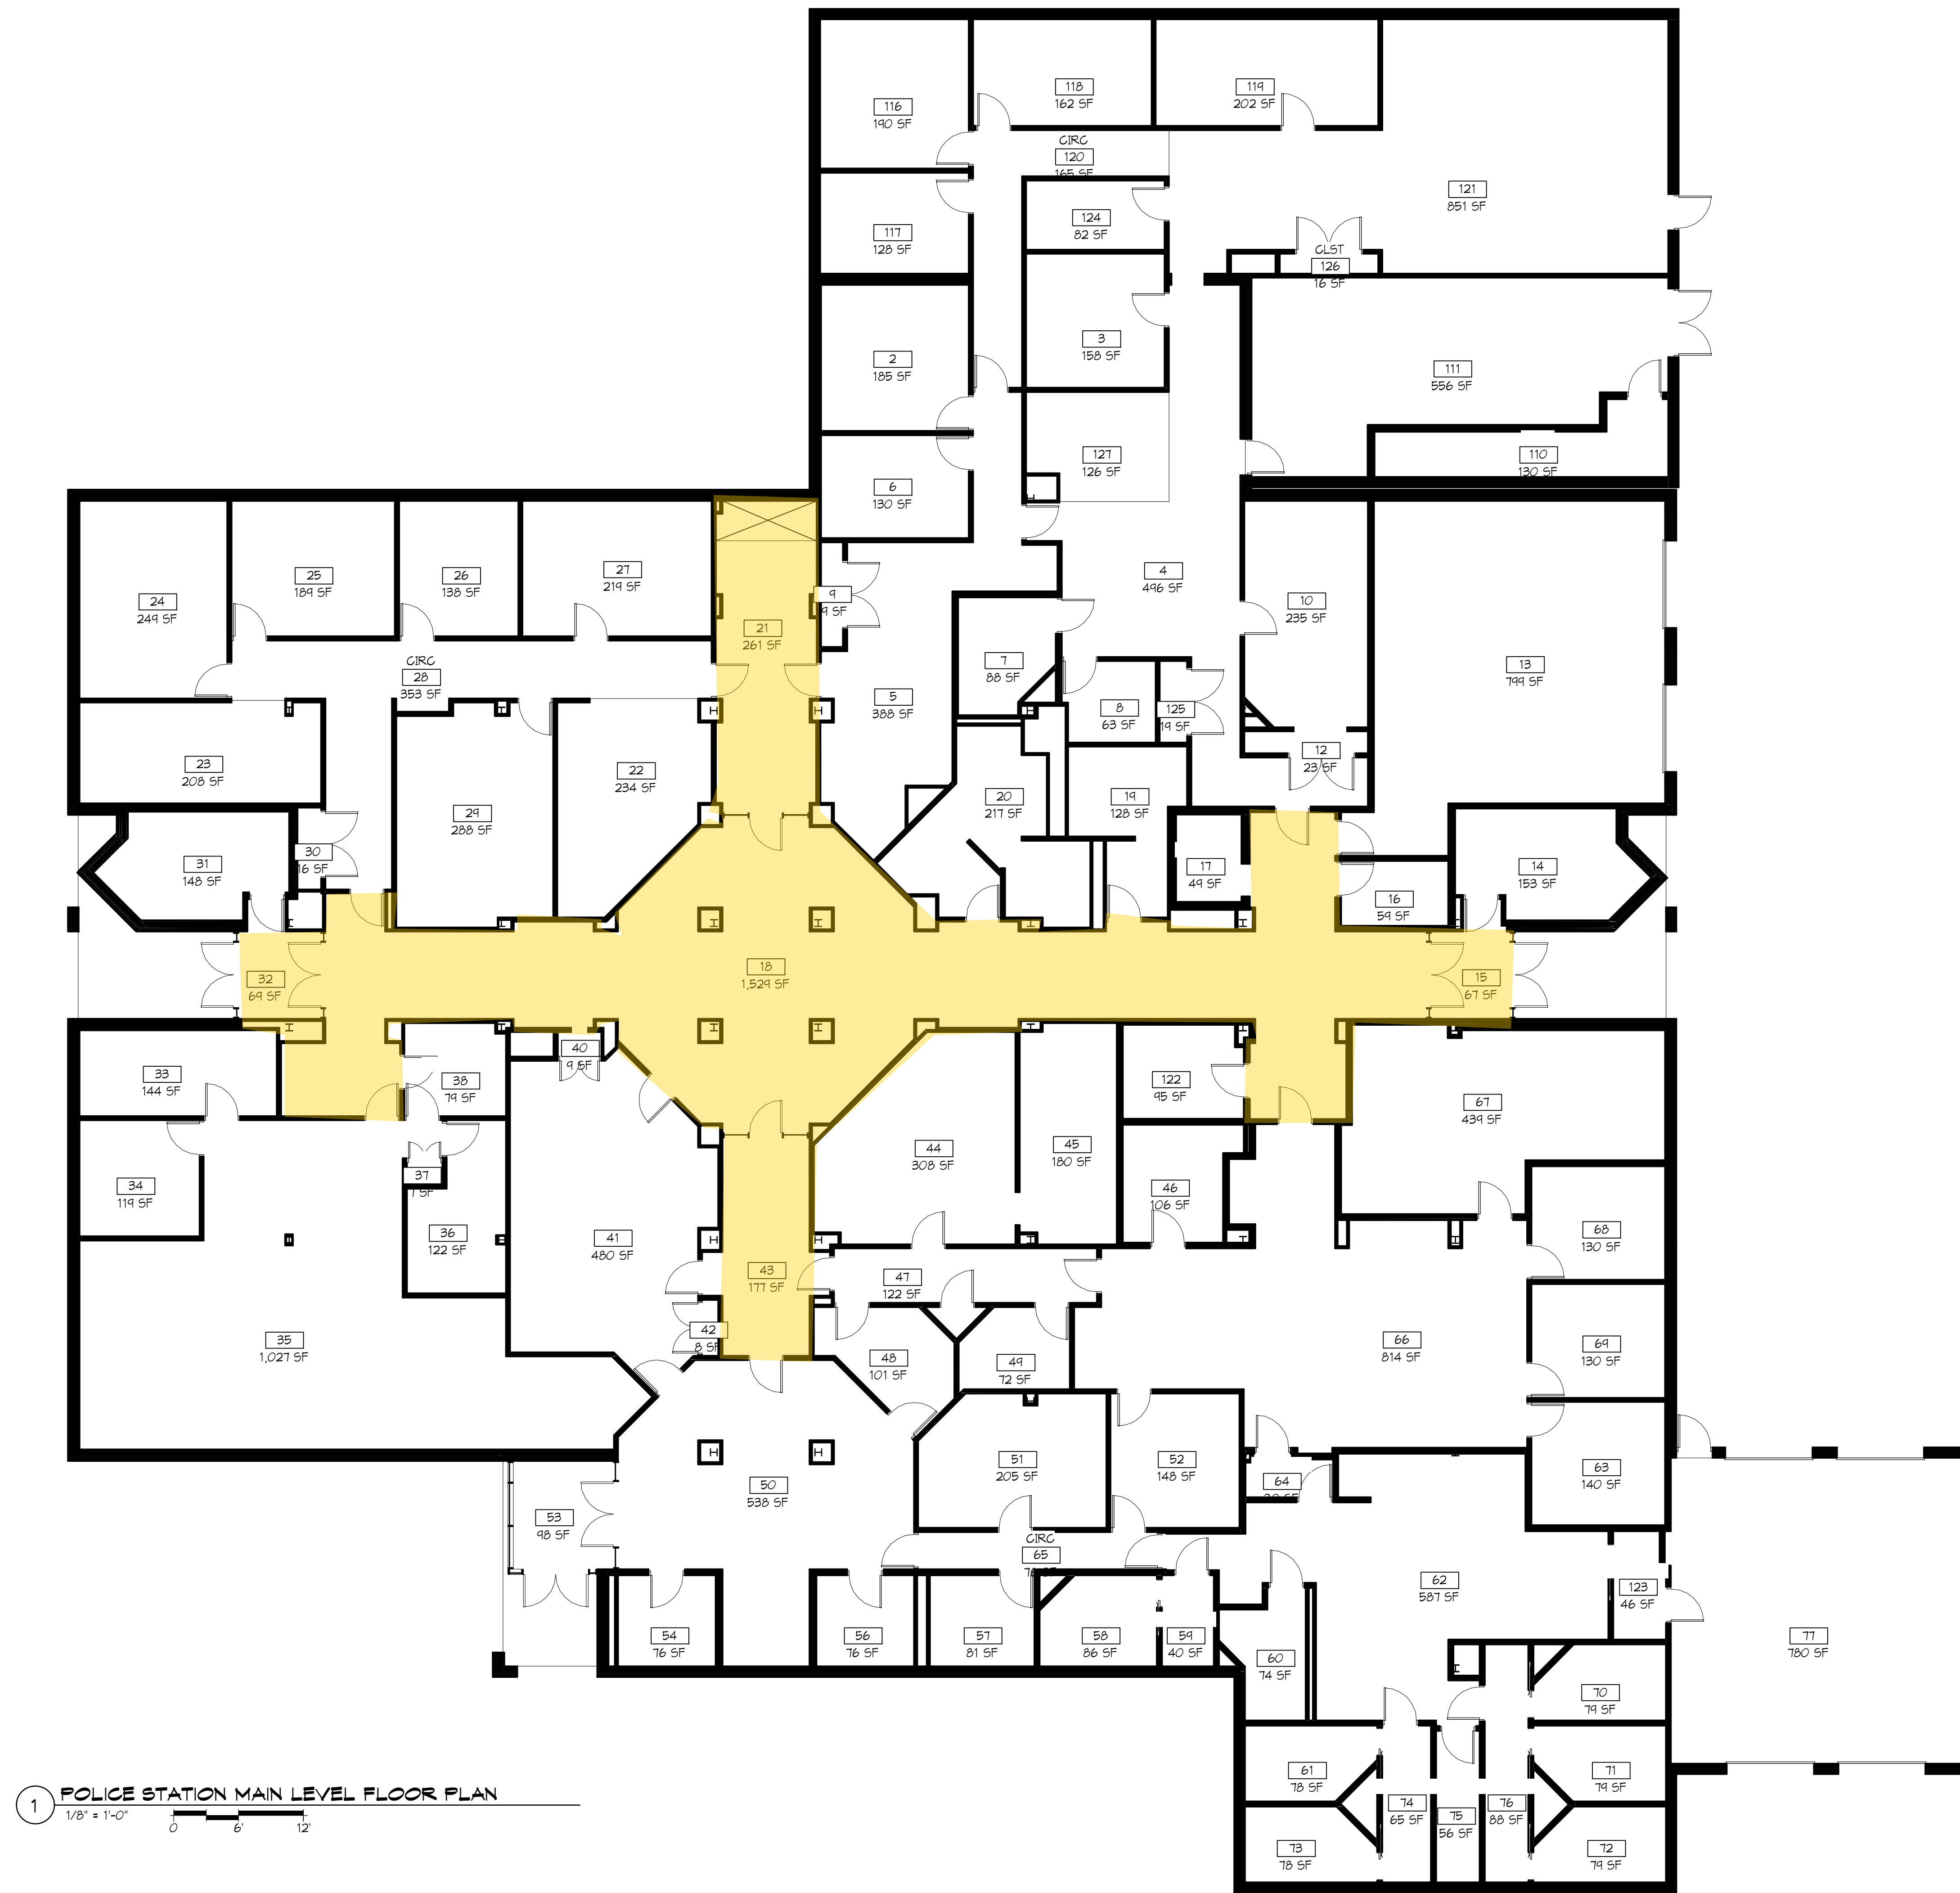 116
190 SF
118
162 SF
119
202 SF
CIRC
120
165 SF
121
851 SF
117
128 SF
124
82 SF
CLST
126
16 SF
2
185 SF
3
158 SF
111
556 SF
127
126 SF
110
130 SF
6
130 SF
24
249 SF
25
189 SF
26
138 SF
27
219 SF
21
261 SF
9
9 SF
4
496 SF
10
235 SF
13
799 SF
CIRC
28
353 SF
7
88 SF
5
388 SF
8
63 SF
125
19 SF
12
23 SF
23
208 SF
29
288 SF
22
234 SF
20
217 SF
19
128 SF
31
148 SF
30
16 SF
17
49 SF
16
59 SF
14
153 SF
32
69 SF
18
1,529 SF
15
67 SF
33
144 SF
38
79 SF
40
9 SF
122
95 SF
67
439 SF
34
119 SF
37
36
122 SF
41
480 SF
44
308 SF
45
180 SF
46
106 SF
68
130 SF
43
177 SF
47
122 SF
35
1,027 SF
42
8 SF
48
101 SF
49
72 SF
66
814 SF
69
130 SF
53
98 SF
50
538 SF
51
205 SF
52
148 SF
64
63
140 SF
CIRC
65
54
76 SF
56
76 SF
57
81 SF
58
86 SF
59
40 SF
60
74 SF
62
587 SF
123
46 SF
77
780 SF
70
79 SF
61
78 SF
71
79 SF
74
65 SF
75
56 SF
76
88 SF
73
78 SF
72
79 SF
1
POLICE STATION MAIN LEVEL FLOOR PLAN
1/8" = 1'-0"
0 6' 12'